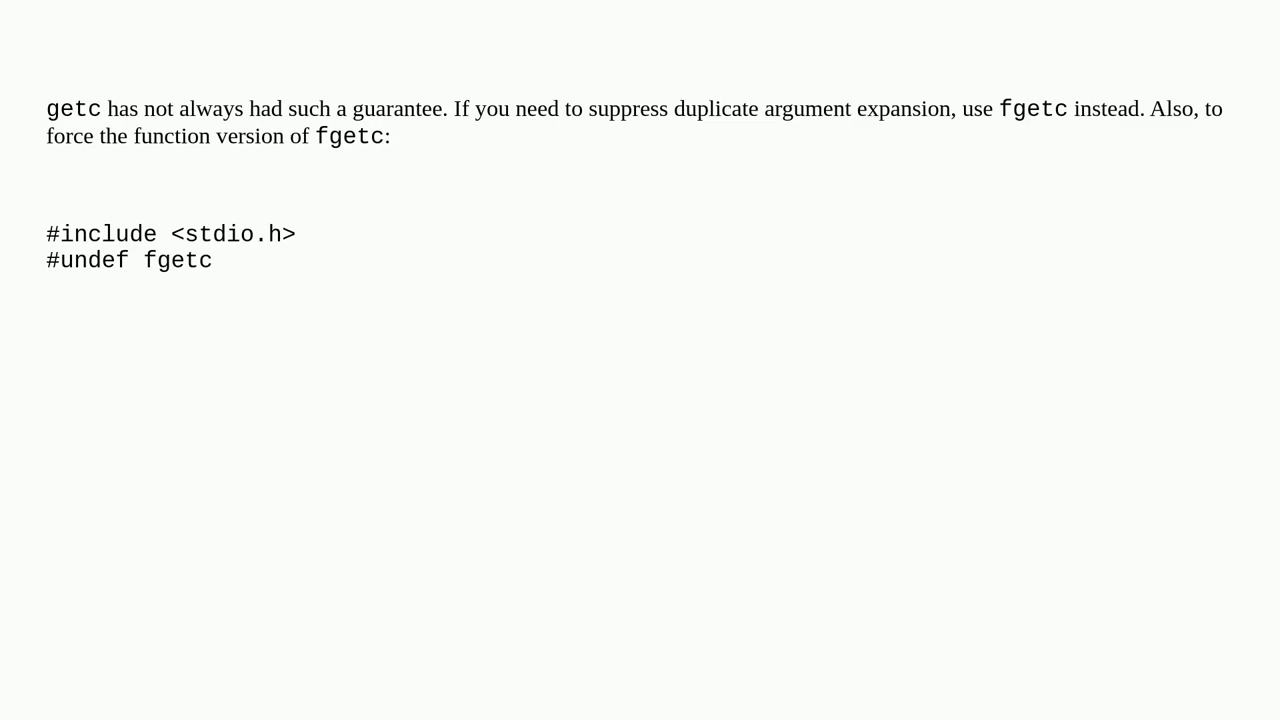 getc has not always had such a guarantee. If you need to suppress duplicate argument expansion, use fgetc instead. Also, to
force the function version of fgetc:
#include <stdio.h>
#undef fgetc